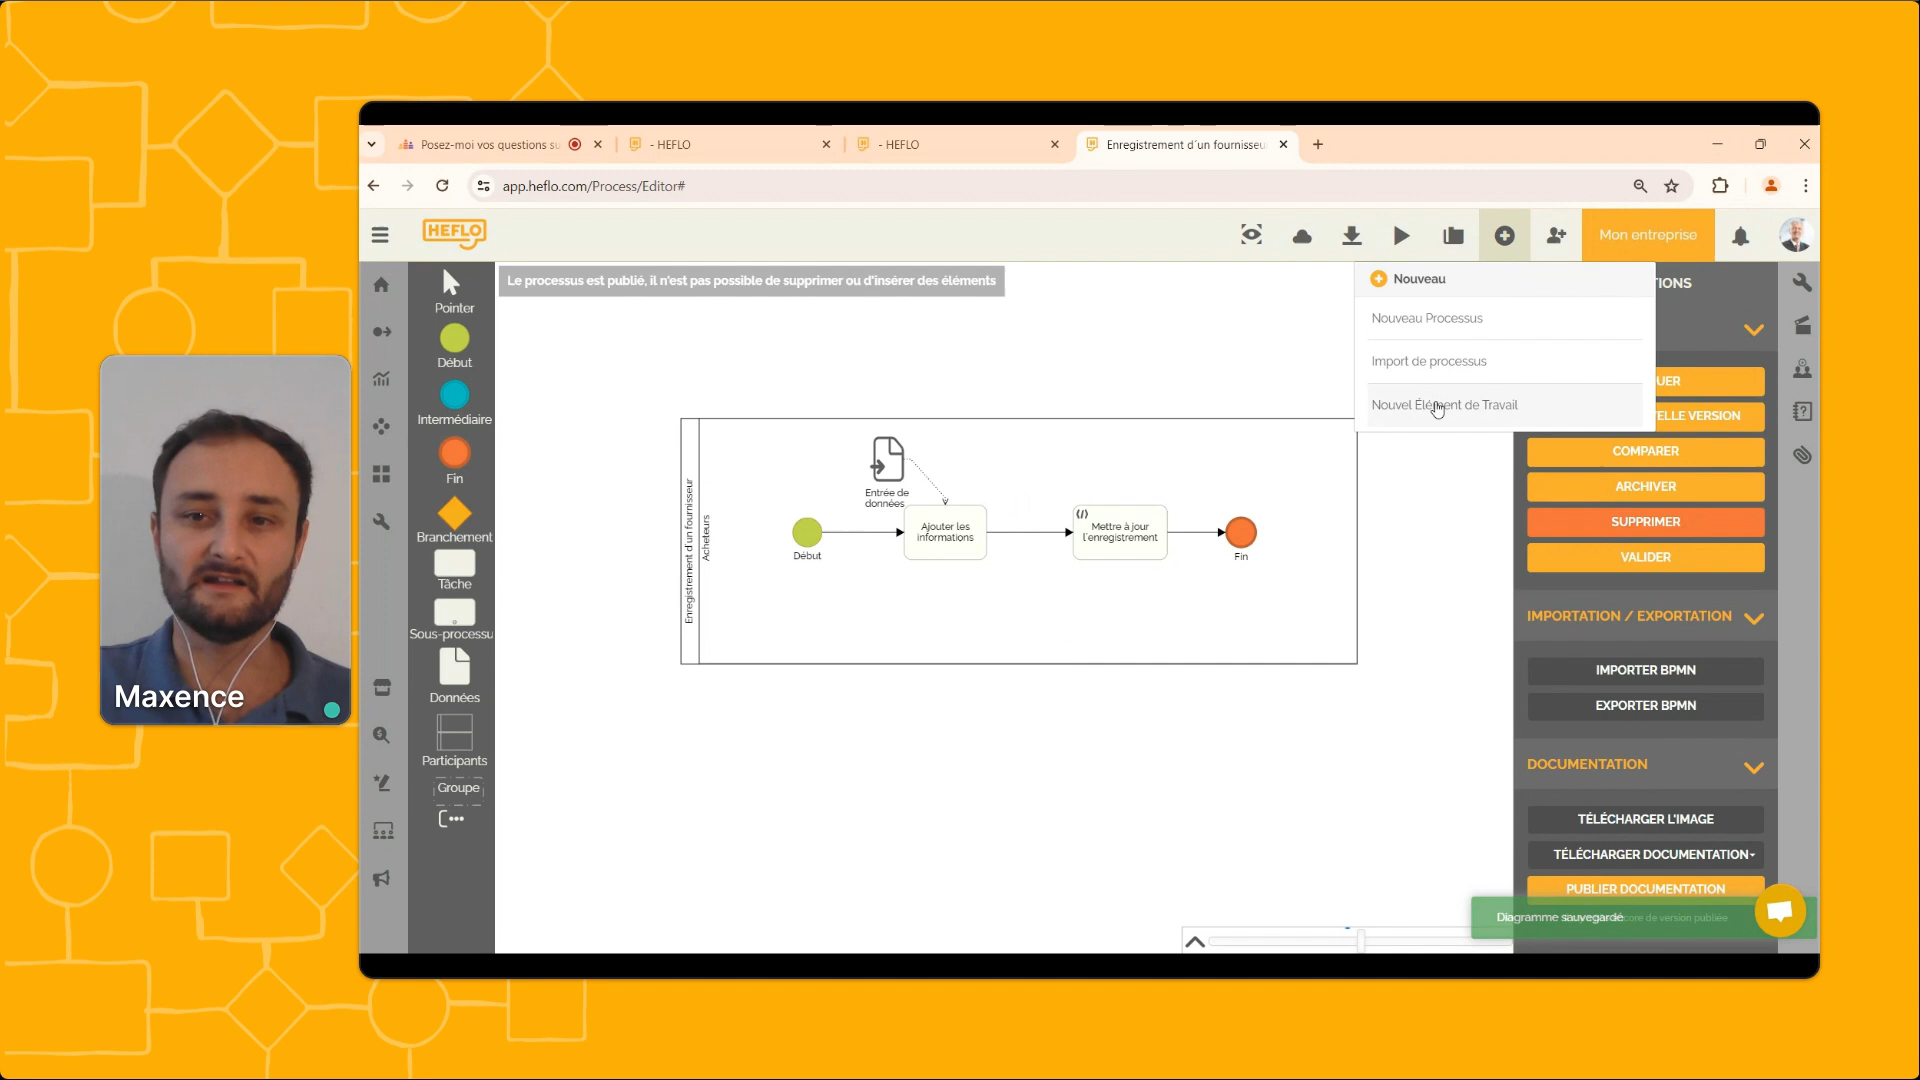 Posez-moi vos questions su
- HEFLO
- HEFLO
Enregistrement d'un fournisseu
app.heflo.com/Process/Editor#
HEFLO
Mon entreprise
Le processus est publié, il n'est pas possible de supprimer ou d'insérer des éléments
Nouveau
Nouveau Processus
Import de processus
Nouvel Élément de Travail
Pointer
Début
Intermédiaire
Fin
Branchement
Tâche
Sous-processu
Données
Participants
Groupe
Enregistrement d'un fournisseur
Acheteurs
Entrée de
données
Ajouter les
informations
Mettre à jour
l'enregistrement
Début
Fin
IONS
UER
ELLE VERSION
COMPARER
ARCHIVER
SUPPRIMER
VALIDER
IMPORTATION / EXPORTATION
IMPORTER BPMN
EXPORTER BPMN
DOCUMENTATION
TÉLÉCHARGER L'IMAGE
TÉLÉCHARGER DOCUMENTATION
PUBLIER DOCUMENTATION
Diagramme sauvegardé
core de version publiée
Maxence